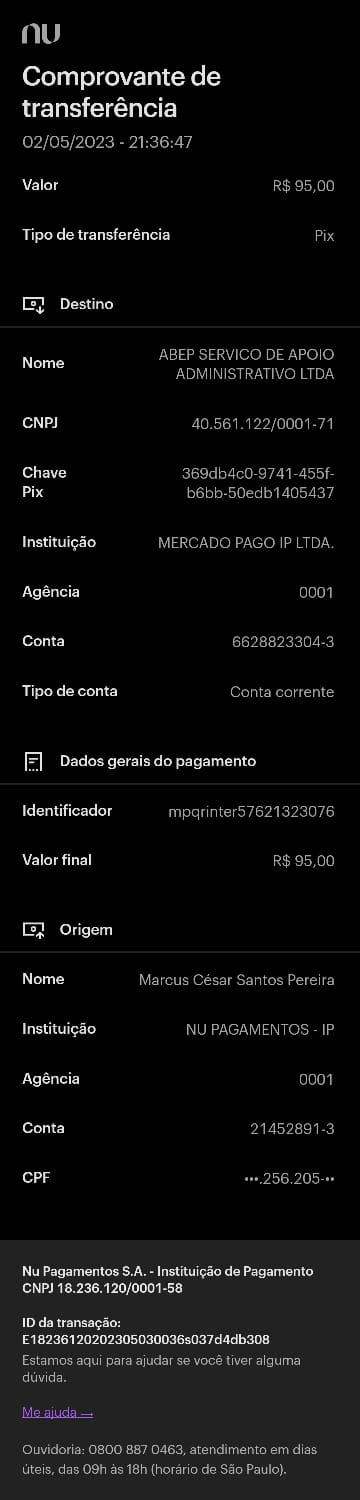 nu
Comprovante de
transferência
02/05/2023 - 21:36:47
Valor R$ 95,00
Tipo de transferência Pix
Destino
Nome ABEP SERVICO DE APOIO
ADMINISTRATIVO LTDA
CNPJ 40.561.122/0001-71
Chave 369db4c0-9741-455f-
Pix b6bb-50edb1405437
Instituição MERCADO PAGO IP LTDA.
Agência 0001
Conta 6628823304-3
Tipo de conta Conta corrente
Dados gerais do pagamento
Identificador mpqrinter57621323076
Valor final R$ 95,00
Origem
Nome Marcus César Santos Pereira
Instituição NU PAGAMENTOS - IP
Agência 0001
Conta 21452891-3
CPF •••.256.205-••
Nu Pagamentos S.A. - Instituição de Pagamento
CNPJ 18.236.120/0001-58
ID da transação:
E18236120202305030036s037d4db308
Estamos aqui para ajudar se você tiver alguma
dúvida.
Me ajuda →
Ouvidoria: 0800 887 0463, atendimento em dias
úteis, das 09h às 18h (horário de São Paulo).